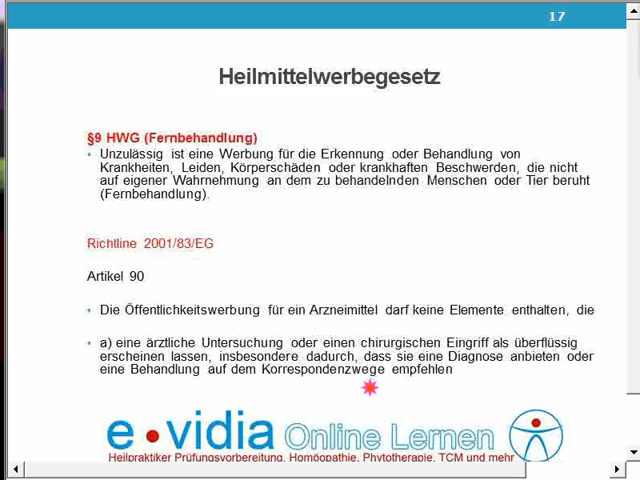 17
Heilmittelwerbegesetz
§9 HWG (Fernbehandlung)
• Unzulässig ist eine Werbung für die Erkennung oder Behandlung von
Krankheiten, Leiden, Körperschäden oder krankhaften Beschwerden, die nicht
auf eigener Wahrnehmung an dem zu behandelnden Menschen oder Tier beruht
(Fernbehandlung).
Richtline 2001/83/EG
Artikel 90
• Die Öffentlichkeitswerbung für ein Arzneimittel darf keine Elemente enthalten, die
• a) eine ärztliche Untersuchung oder einen chirurgischen Eingriff als überflüssig
erscheinen lassen, insbesondere dadurch, dass sie eine Diagnose anbieten oder
eine Behandlung auf dem Korrespondenzwege empfehlen
e•vidia Online Lernen
Heilpraktiker Prüfungsvorbereitung, Homöopathie, Phytotherapie, TCM und mehr